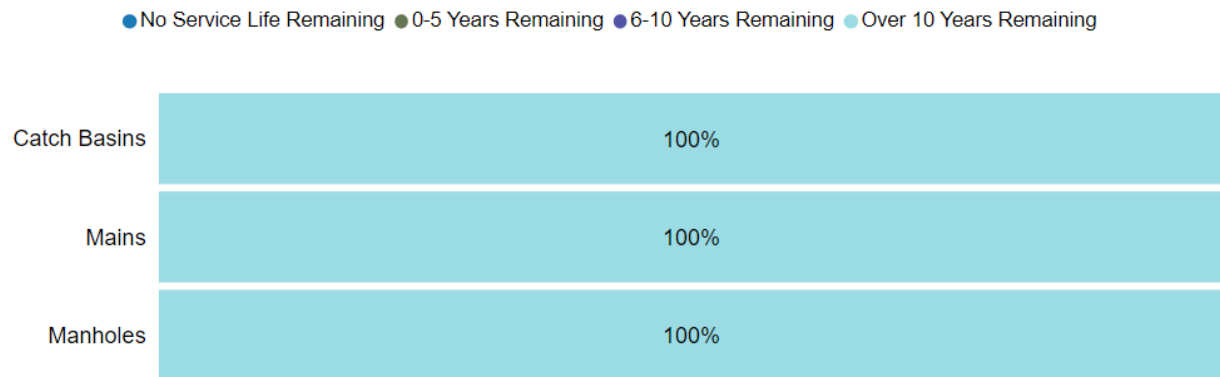 No Service Life Remaining 0-5 Years Remaining 6-10 Years Remaining Over 10 Years Remaining
Catch Basins 100%
Mains 100%
Manholes 100%